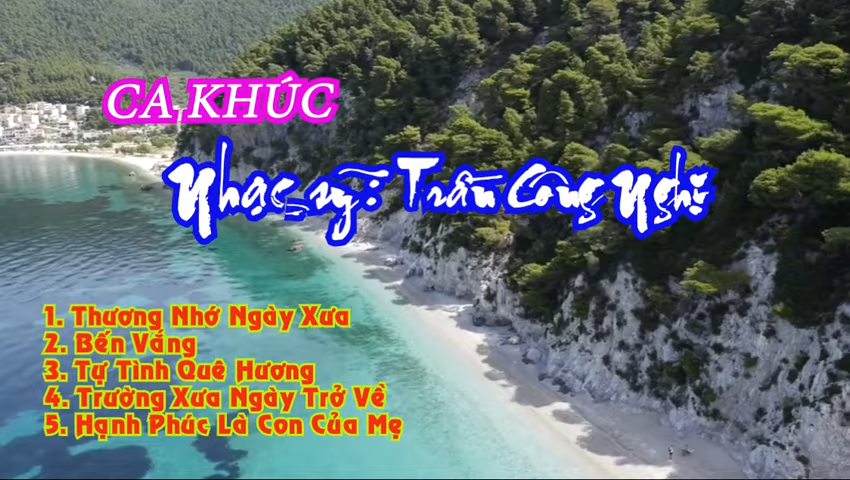 CA KHÚC
Nhạc sỹ: Trần Công Nghị
1. Thương Nhớ Ngày Xưa
2. Bến Vắng
3. Tự Tình Quê Hương
4. Trường Xưa Ngày Trở Về
5. Hạnh Phúc Là Con Của Mẹ